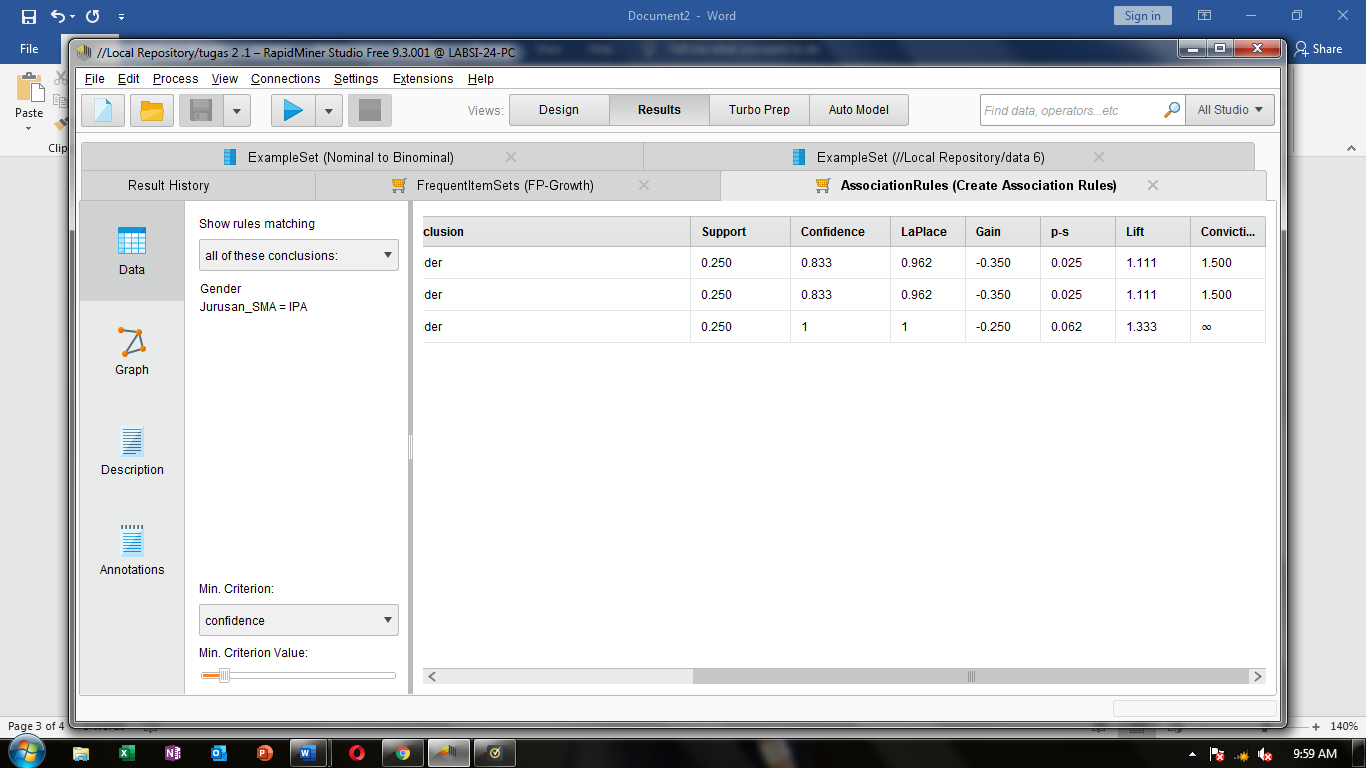 Document2 - Word
Sign in
File
Share
Paste
Clip
//Local Repository/tugas 2 .1 – RapidMiner Studio Free 9.3.001 @ LABSI-24-PC
File Edit Process View Connections Settings Extensions Help
Views: Design Results Turbo Prep Auto Model
Find data, operators...etc
All Studio
ExampleSet (Nominal to Binominal)
ExampleSet (//Local Repository/data 6)
Result History
FrequentItemSets (FP-Growth)
AssociationRules (Create Association Rules)
Data
Graph
Description
Annotations
Show rules matching
all of these conclusions:
Gender
Jurusan_SMA = IPA
Min. Criterion:
confidence
Min. Criterion Value:
clusion Support Confidence LaPlace Gain p-s Lift Convicti...
der 0.250 0.833 0.962 -0.350 0.025 1.111 1.500
der 0.250 0.833 0.962 -0.350 0.025 1.111 1.500
der 0.250 1 1 -0.250 0.062 1.333 ∞
Page 3 of 4
140%
9:59 AM